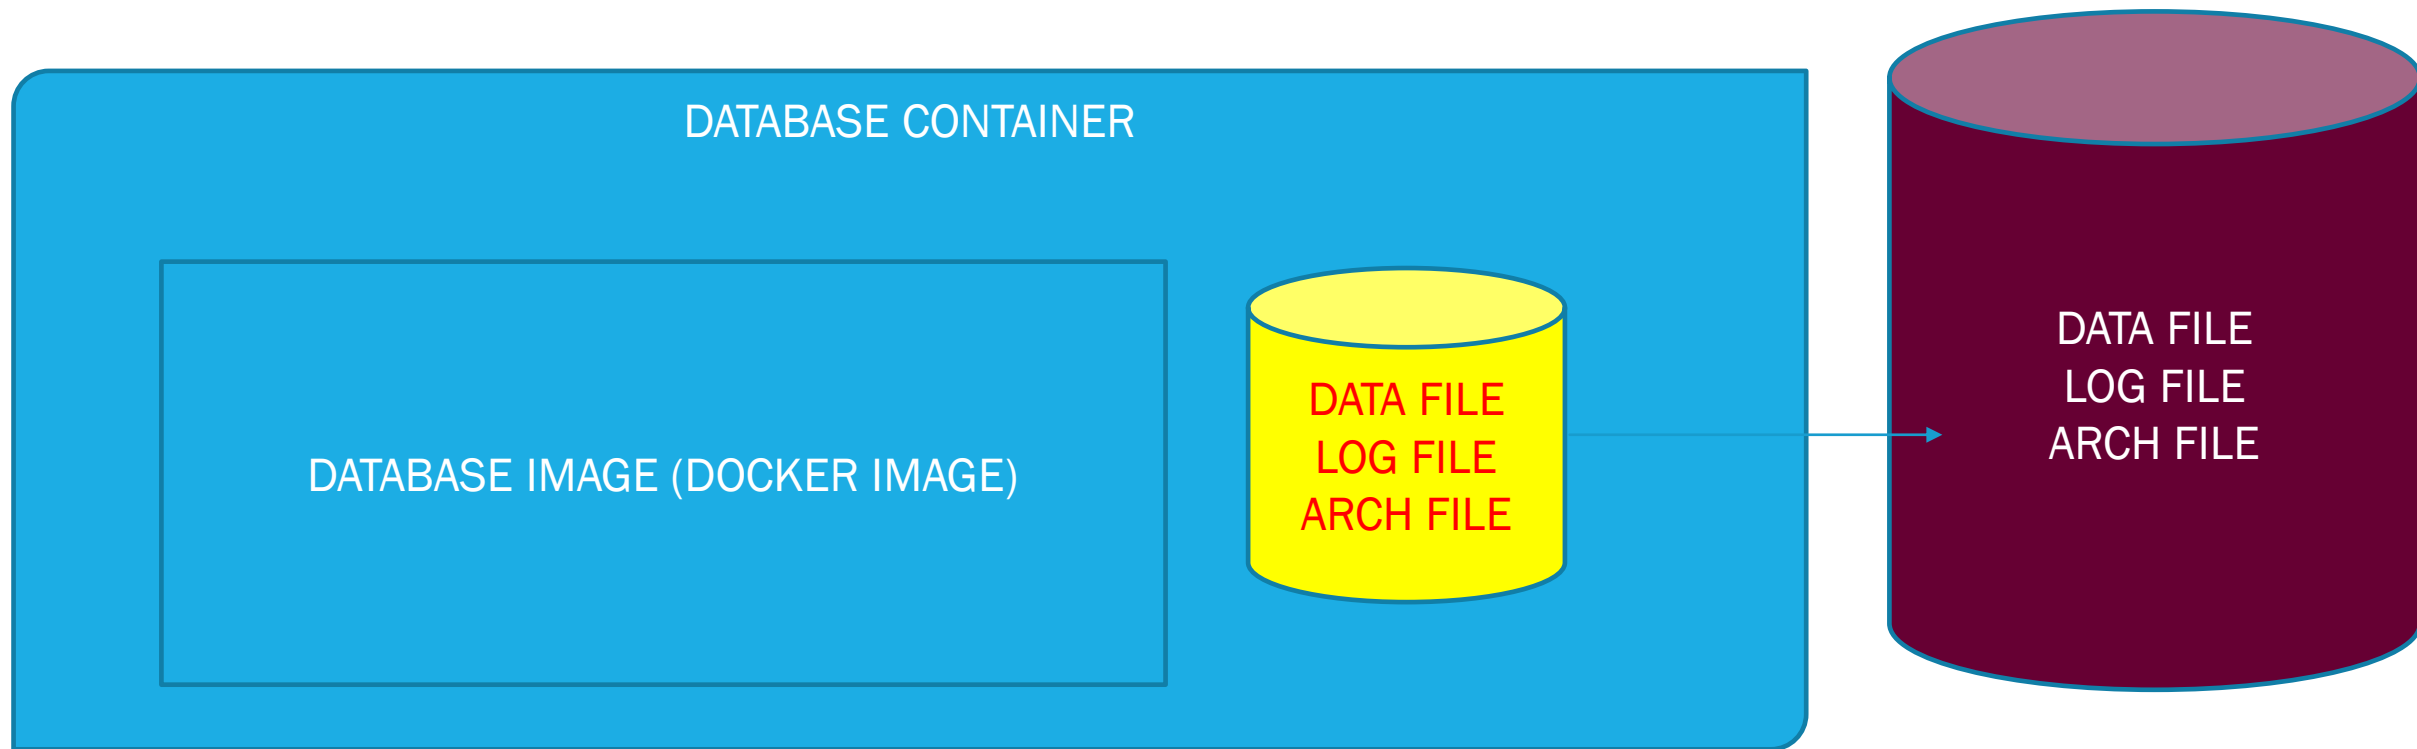 DATABASE CONTAINER
DATABASE IMAGE (DOCKER IMAGE)
DATA FILE
LOG FILE
ARCH FILE
DATA FILE
LOG FILE
ARCH FILE